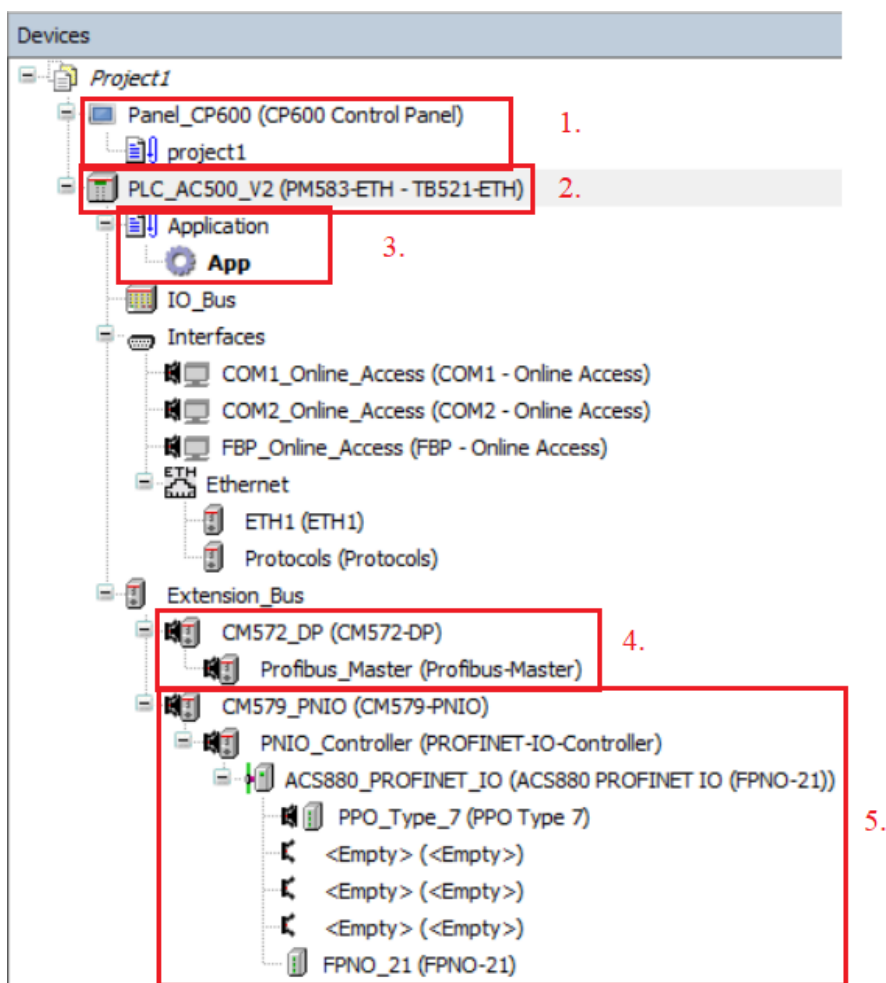 Devices
Project1
Panel_CP600 (CP600 Control Panel)
1.
project1
PLC_AC500_V2 (PM583-ETH - TB521-ETH)
2.
Application
3.
App
IO_Bus
Interfaces
COM1_Online_Access (COM1 - Online Access)
COM2_Online_Access (COM2 - Online Access)
FBP_Online_Access (FBP - Online Access)
ETH
Ethernet
ETH1 (ETH1)
Protocols (Protocols)
Extension_Bus
CM572_DP (CM572-DP)
4.
Profibus_Master (Profibus-Master)
CM579_PNIO (CM579-PNIO)
PNIO_Controller (PROFINET-IO-Controller)
ACS880_PROFINET_IO (ACS880 PROFINET IO (FPNO-21))
PPO_Type_7 (PPO Type 7)
5.
<Empty> (<Empty>)
<Empty> (<Empty>)
<Empty> (<Empty>)
FPNO_21 (FPNO-21)